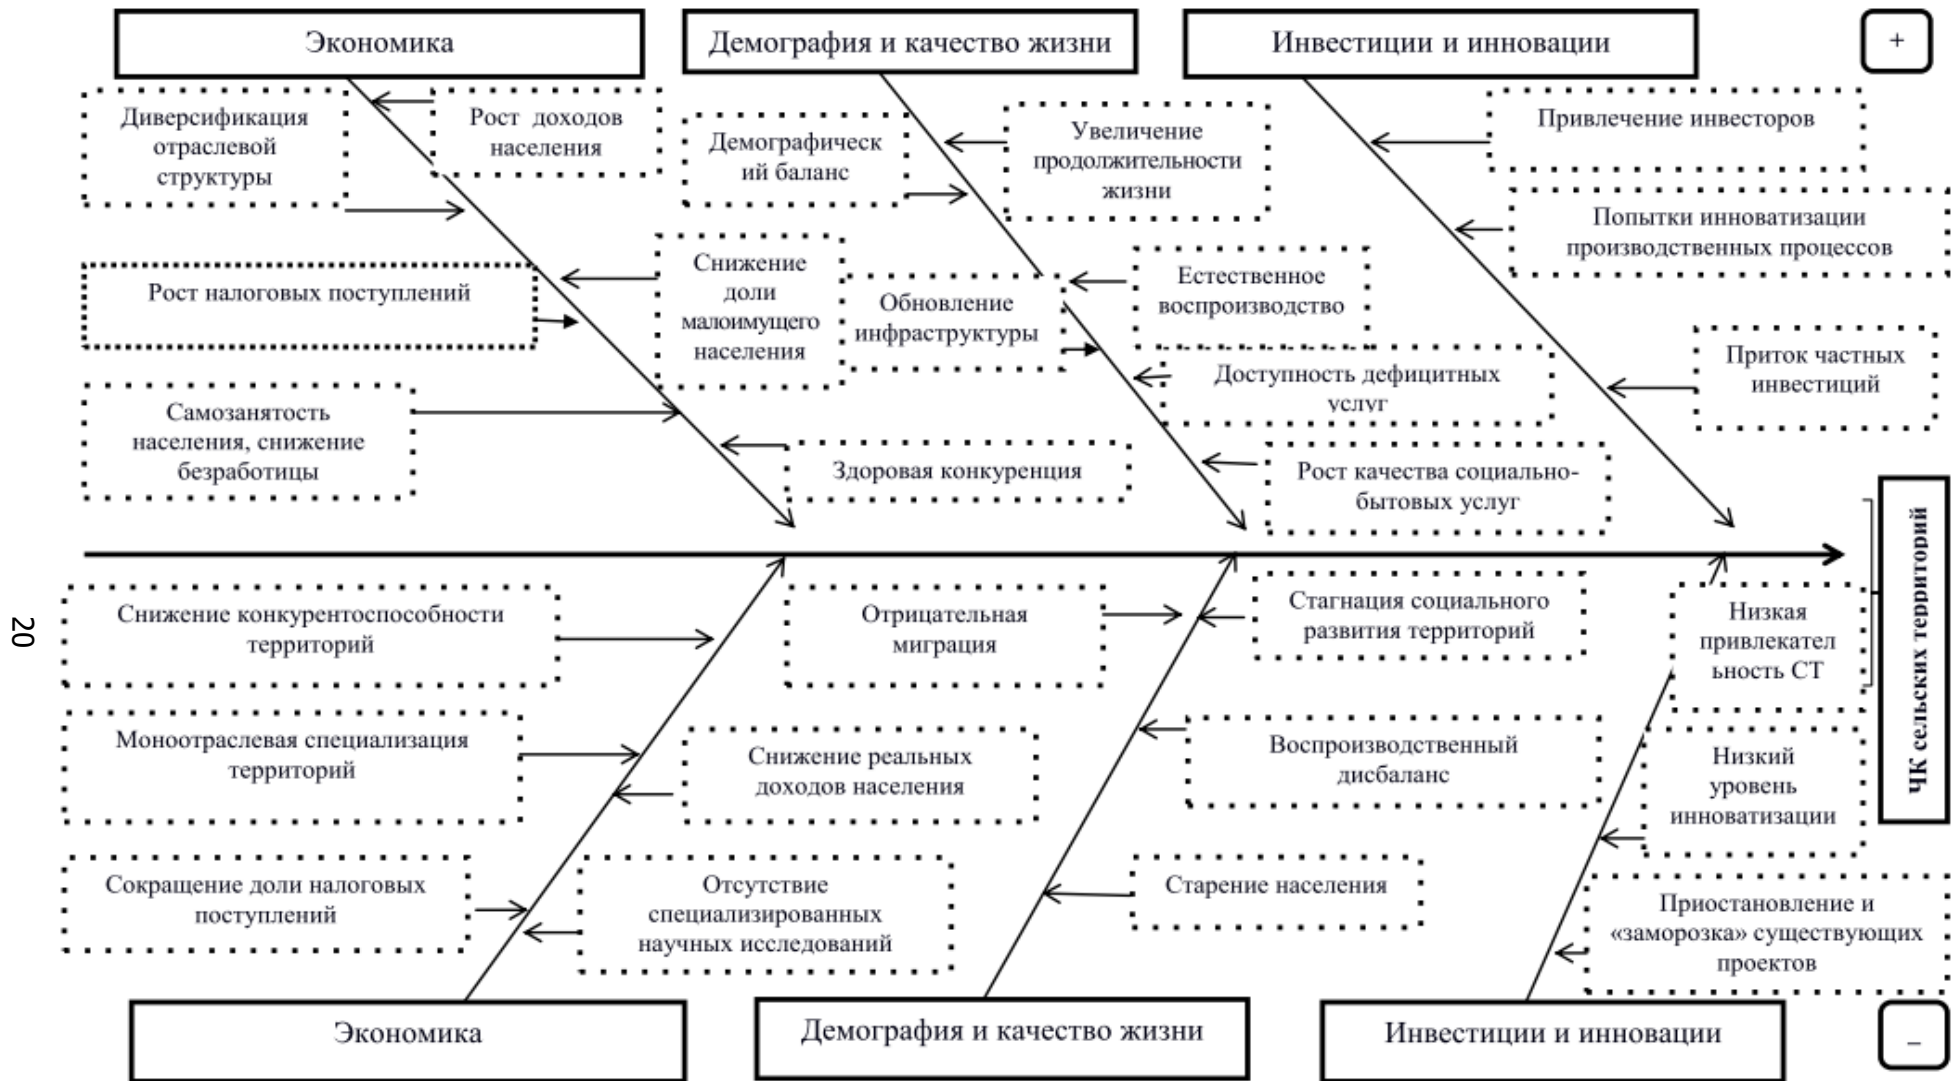 Экономика
Демография и качество жизни
Инвестиции и инновации
+
Диверсификация
отраслевой
структуры
Рост доходов
населения
Демографическ
ий баланс
Увеличение
продолжительности
жизни
Привлечение инвесторов
Попытки инноватизации
производственных процессов
Рост налоговых поступлений
Снижение
доли
малоимущего
населения
Обновление
инфраструктуры
Естественное
воспроизводство
Доступность дефицитных
услуг
Приток частных
инвестиций
Самозанятость
населения, снижение
безработицы
Здоровая конкуренция
Рост качества социально-
бытовых услуг
ЧК сельских территорий
20
Снижение конкурентоспособности
территорий
Отрицательная
миграция
Стагнация социального
развития территорий
Низкая
привлекател
ьность СТ
Моноотраслевая специализация
территорий
Снижение реальных
доходов населения
Воспроизводственный
дисбаланс
Низкий
уровень
инноватизации
Сокращение доли налоговых
поступлений
Отсутствие
специализированных
научных исследований
Старение населения
Приостановление и
«заморозка» существующих
проектов
Экономика
Демография и качество жизни
Инвестиции и инновации
–